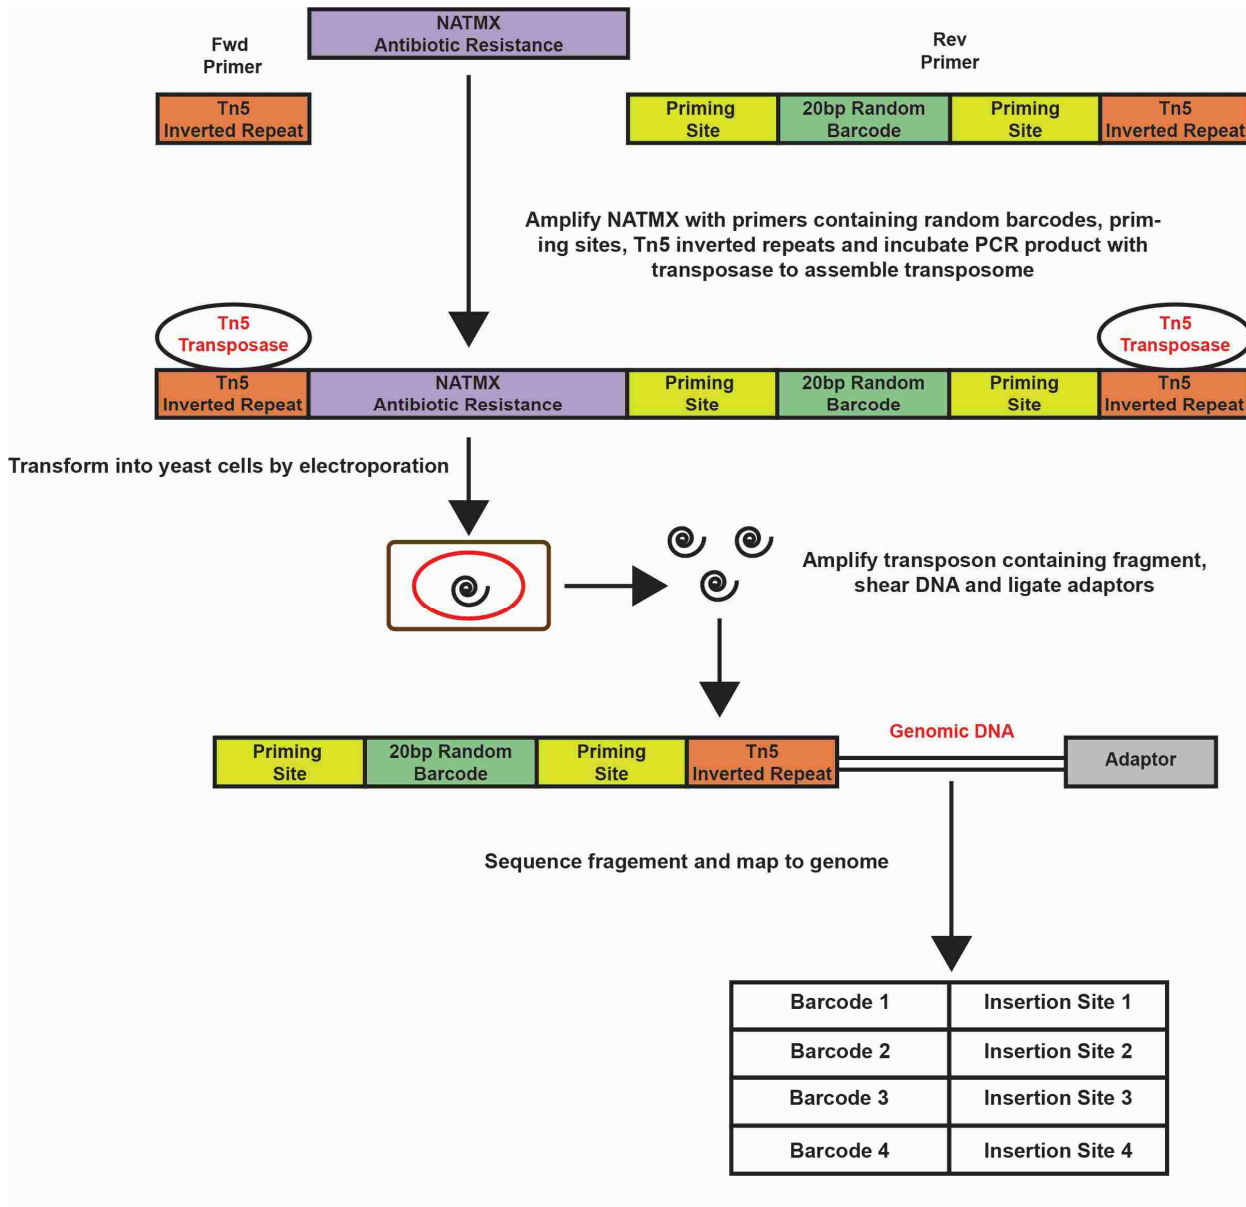 NATMX
Antibiotic Resistance
Fwd
Primer
Rev
Primer
Tn5
Inverted Repeat
Priming
Site
20bp Random
Barcode
Priming
Site
Tn5
Inverted Repeat
Amplify NATMX with primers containing random barcodes, prim-
ing sites, Tn5 inverted repeats and incubate PCR product with
transposase to assemble transposome
Tn5
Transposase
Tn5
Transposase
Tn5
Inverted Repeat
NATMX
Antibiotic Resistance
Priming
Site
20bp Random
Barcode
Priming
Site
Tn5
Inverted Repeat
Transform into yeast cells by electroporation
Amplify transposon containing fragment,
shear DNA and ligate adaptors
Priming
Site
20bp Random
Barcode
Priming
Site
Tn5
Inverted Repeat
Genomic DNA
Adaptor
Sequence fragement and map to genome
Barcode 1 Insertion Site 1
Barcode 2 Insertion Site 2
Barcode 3 Insertion Site 3
Barcode 4 Insertion Site 4